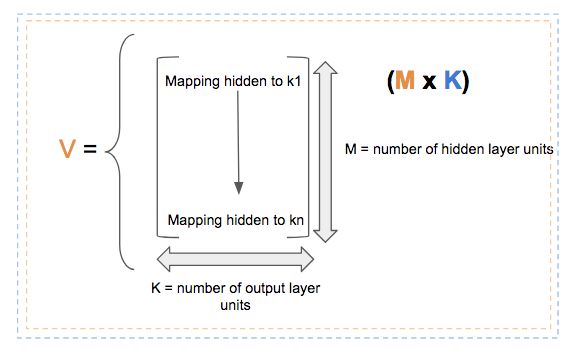 Mapping hidden to k1
(M x K)
V =
M = number of hidden layer units
Mapping hidden to kn
K = number of output layer
units